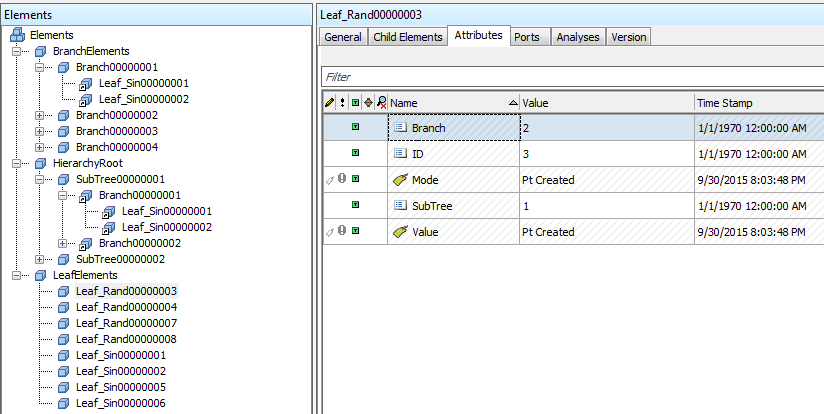 Elements
Elements
BranchElements
Branch00000001
Leaf_Sin00000001
Leaf_Sin00000002
Branch00000002
Branch00000003
Branch00000004
HierarchyRoot
SubTree00000001
Branch00000001
Leaf_Sin00000001
Leaf_Sin00000002
Branch00000002
SubTree00000002
LeafElements
Leaf_Rand00000003
Leaf_Rand00000004
Leaf_Rand00000007
Leaf_Rand00000008
Leaf_Sin00000001
Leaf_Sin00000002
Leaf_Sin00000005
Leaf_Sin00000006
Leaf_Rand00000003
General Child Elements Attributes Ports Analyses Version
Filter
Name Value Time Stamp
Branch 2 1/1/1970 12:00:00 AM
ID 3 1/1/1970 12:00:00 AM
Mode Pt Created 9/30/2015 8:03:48 PM
SubTree 1 1/1/1970 12:00:00 AM
Value Pt Created 9/30/2015 8:03:48 PM